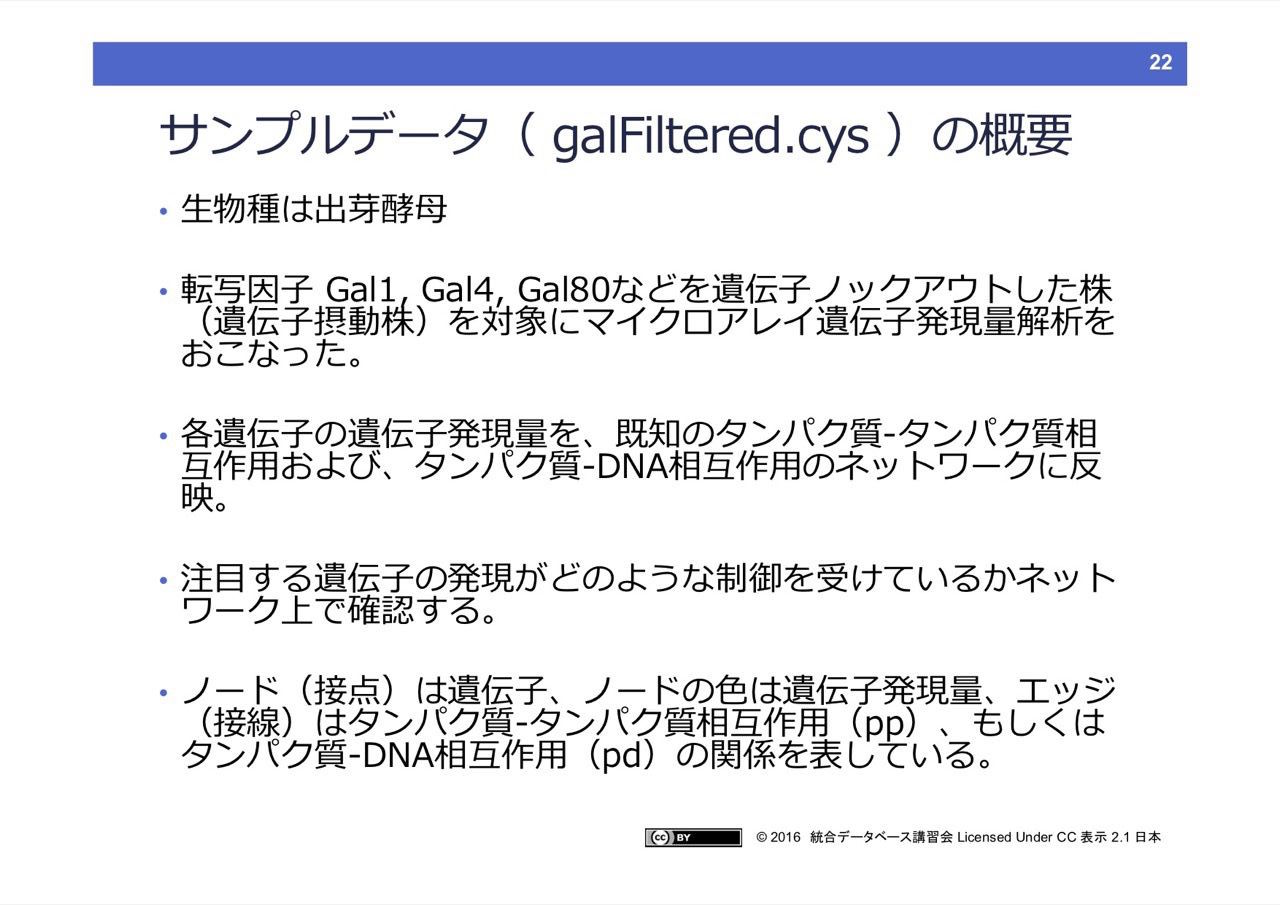 22
サンプルデータ（ galFiltered.cys ）の概要
• 生物種は出芽酵母
• 転写因子 Gal1, Gal4, Gal80などを遺伝子ノックアウトした株
（遺伝子摂動株）を対象にマイクロアレイ遺伝子発現量解析を
おこなった。
• 各遺伝子の遺伝子発現量を、既知のタンパク質-タンパク質相
互作用および、タンパク質-DNA相互作用のネットワークに反
映。
• 注目する遺伝子の発現がどのような制御を受けているかネット
ワーク上で確認する。
• ノード（接点）は遺伝子、ノードの色は遺伝子発現量、エッジ
（接線）はタンパク質-タンパク質相互作用（pp）、もしくは
タンパク質-DNA相互作用（pd）の関係を表している。
cc BY © 2016 統合データベース講習会 Licensed Under CC 表示 2.1 日本